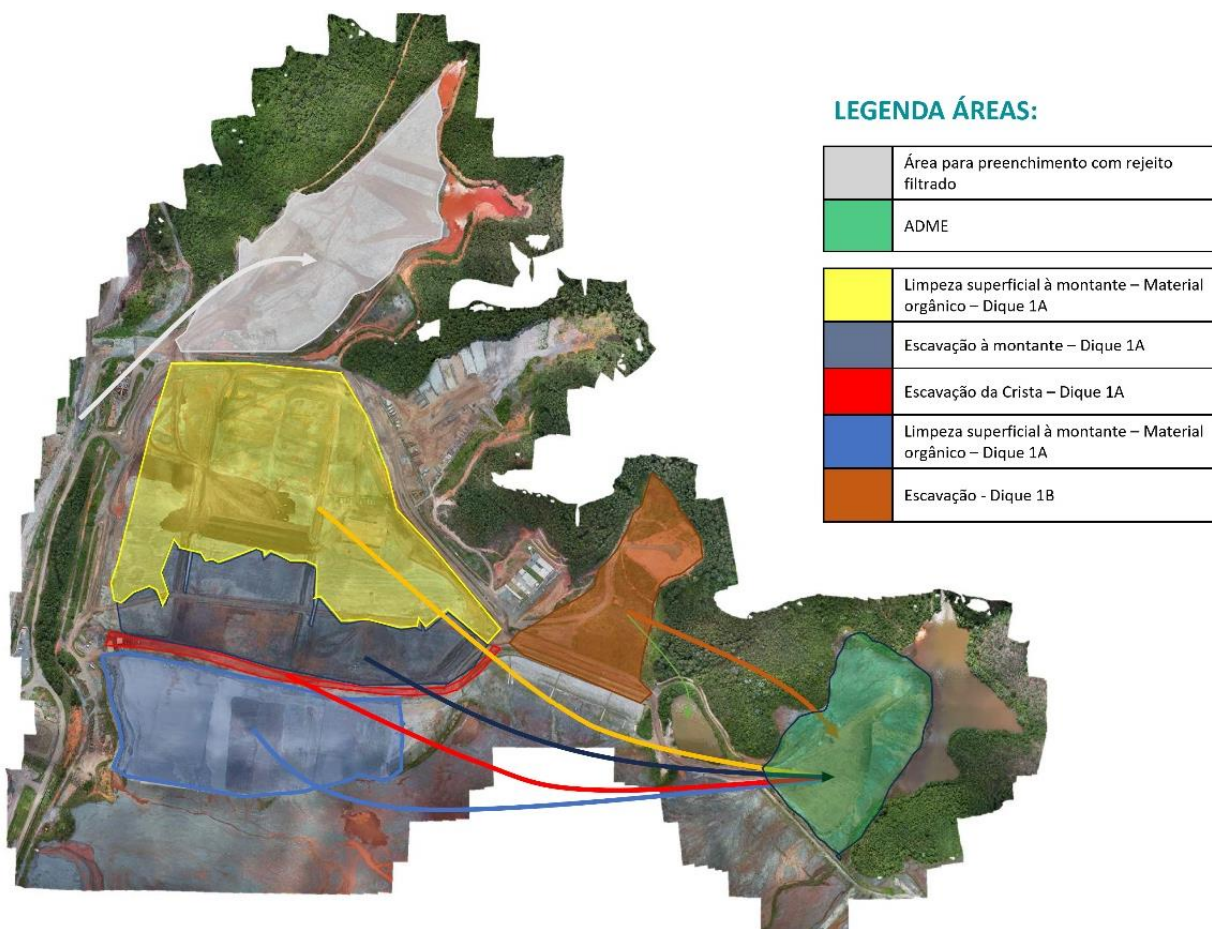 LEGENDA ÁREAS:
Área para preenchimento com rejeito
filtrado
ADME
Limpeza superficial à montante – Material
orgânico – Dique 1A
Escavação à montante – Dique 1A
Escavação da Crista – Dique 1A
Limpeza superficial à montante – Material
orgânico – Dique 1A
Escavação - Dique 1B